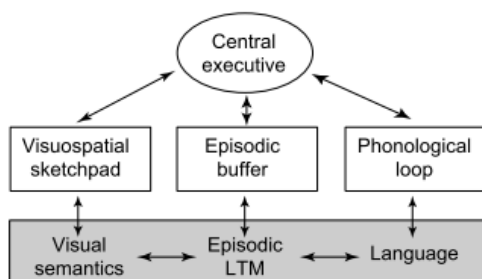 Central
executive
Visuospatial
sketchpad
Episodic
buffer
Phonological
loop
Visual
semantics
Episodic
LTM
Language